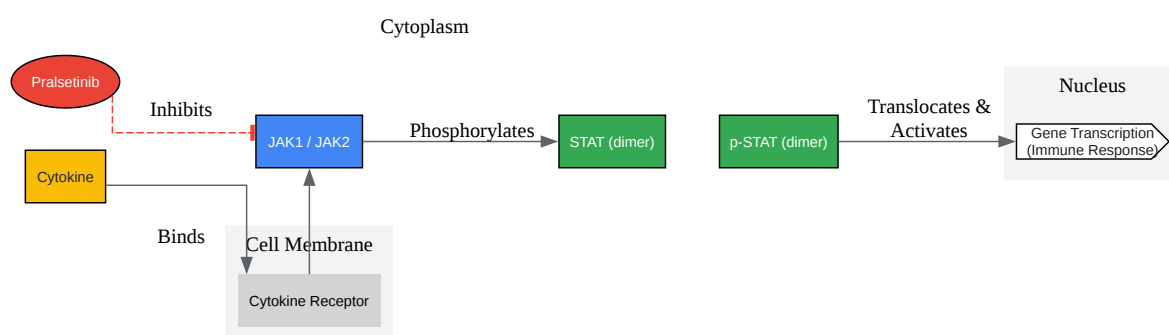 Cytoplasm
Pralsetinib
Inhibits
JAK1 / JAK2
Phosphorylates
STAT (dimer)
p-STAT (dimer)
Translocates &
Activates
Nucleus
Gene Transcription
(Immune Response)
Cytokine
Binds
Cell Membrane
Cytokine Receptor